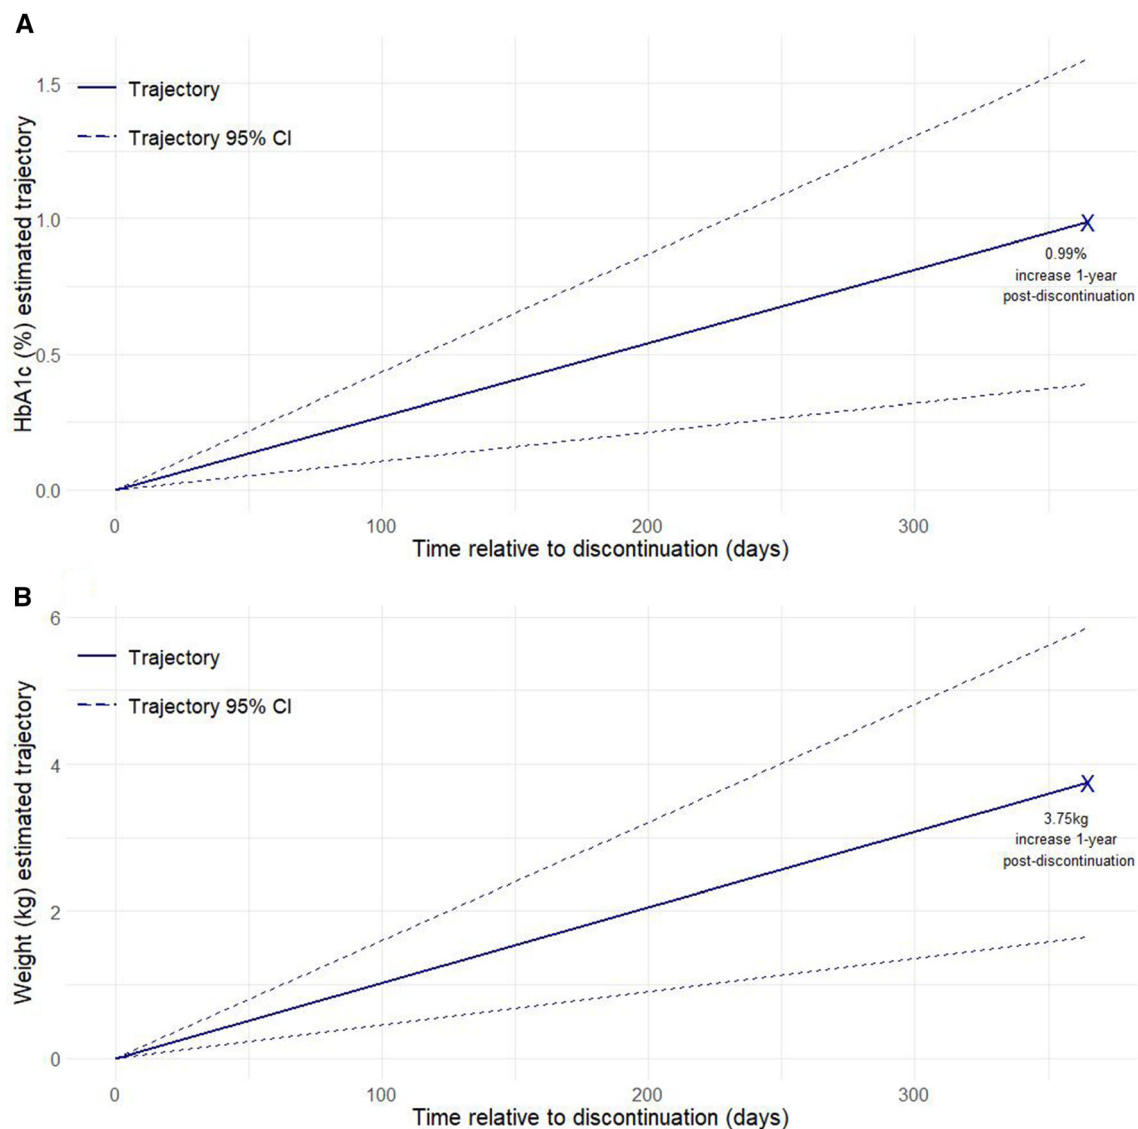 A
1.5
1.0
0.5
0.0
HbA1c (%) estimated trajectory
Trajectory
Trajectory 95% CI
0.99%
increase 1-year
post-discontinuation
0 100 200 300
Time relative to discontinuation (days)
B
6
4
2
0
Weight (kg) estimated trajectory
Trajectory
Trajectory 95% CI
3.75kg
increase 1-year
post-discontinuation
0 100 200 300
Time relative to discontinuation (days)